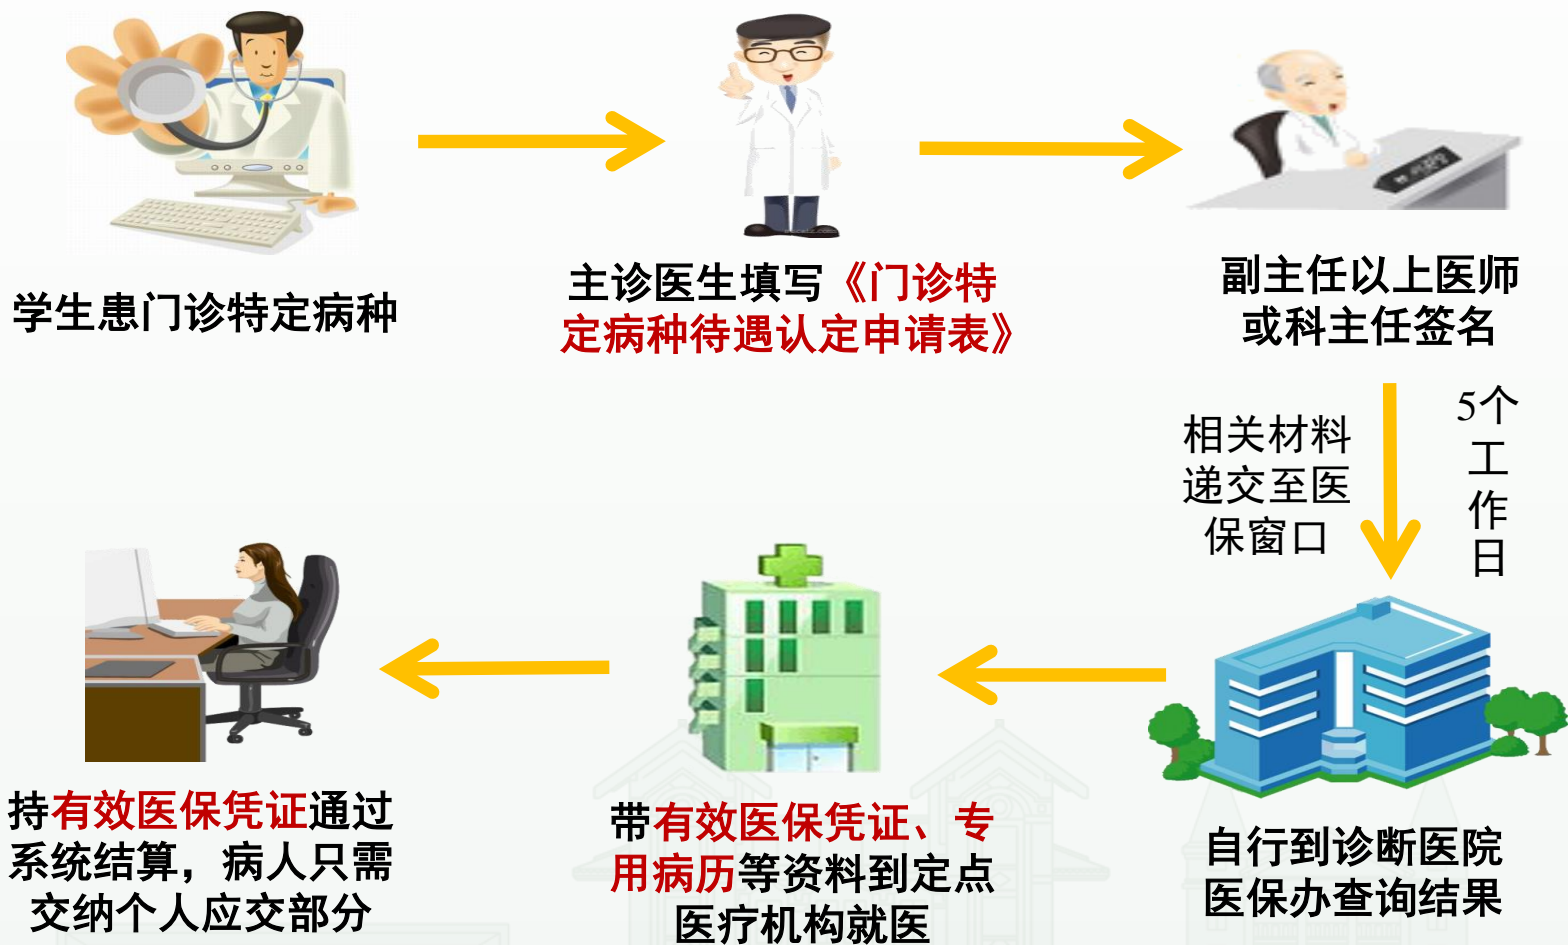 学生患门诊特定病种
主诊医生填写《门诊特
定病种待遇认定申请表》
副主任以上医师
或科主任签名
相关材料
递交至医
保窗口
5个
工
作
日
自行到诊断医院
医保办查询结果
带有效医保凭证、专
用病历等资料到定点
医疗机构就医
持有效医保凭证通过
系统结算，病人只需
交纳个人应交部分